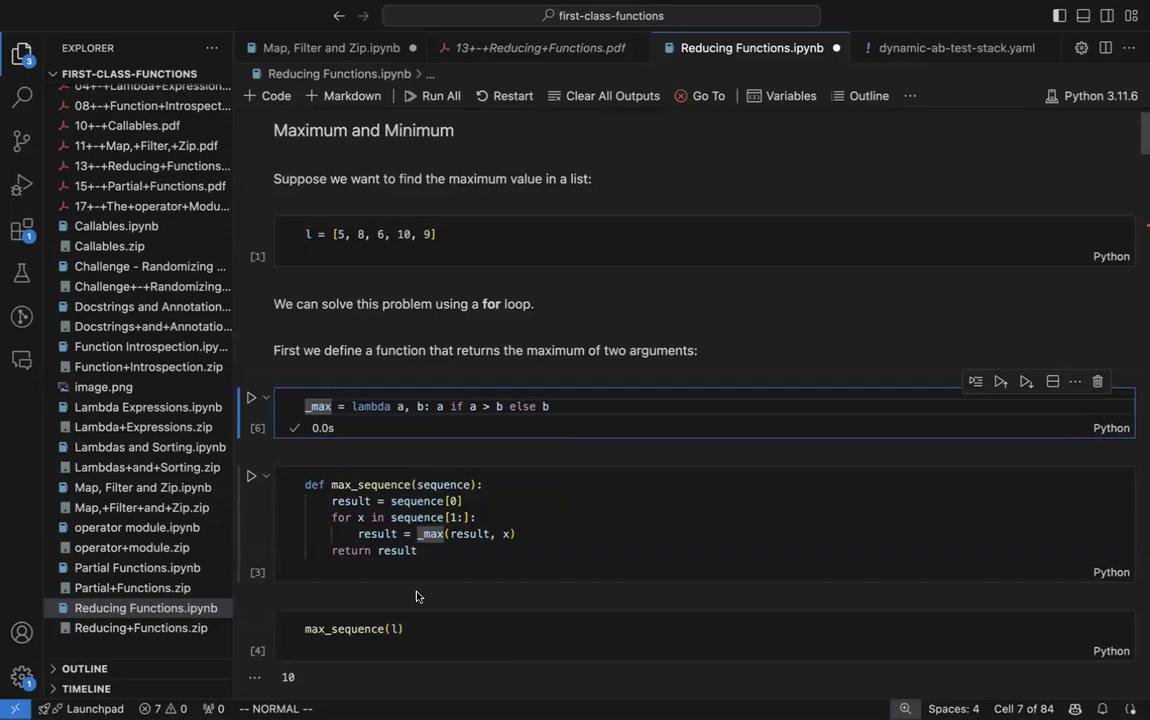 first-class-functions
EXPLORER
FIRST-CLASS-FUNCTIONS
04+-+Lambda+Expression...
08+-+Function+Introspect...
10+-+Callables.pdf
11+-+Map,+Filter,+Zip.pdf
13+-+Reducing+Functions...
15+-+Partial+Functions.pdf
17+-+The+operator+Modu...
Callables.ipynb
Callables.zip
Challenge - Randomizing ...
Challenge+-+Randomizing...
Docstrings and Annotation...
Docstrings+and+Annotatio...
Function Introspection.ipy...
Function+Introspection.zip
image.png
Lambda Expressions.ipynb
Lambda+Expressions.zip
Lambdas and Sorting.ipynb
Lambdas+and+Sorting.zip
Map, Filter and Zip.ipynb
Map,+Filter+and+Zip.zip
operator module.ipynb
operator+module.zip
Partial Functions.ipynb
Partial+Functions.zip
Reducing Functions.ipynb
Reducing+Functions.zip
OUTLINE
TIMELINE
3
1
1
Map, Filter and Zip.ipynb
13+-+Reducing+Functions.pdf
Reducing Functions.ipynb
dynamic-ab-test-stack.yaml
Reducing Functions.ipynb > ...
+ Code + Markdown Run All Restart Clear All Outputs Go To Variables Outline ... Python 3.11.6
Maximum and Minimum
Suppose we want to find the maximum value in a list:
l = [5, 8, 6, 10, 9]
[1] Python
We can solve this problem using a for loop.
First we define a function that returns the maximum of two arguments:
_max = lambda a, b: a if a > b else b
[6] 0.0s Python
def max_sequence(sequence):
result = sequence[0]
for x in sequence[1:]:
result = _max(result, x)
return result
[3] Python
max_sequence(l)
[4] Python
... 10
Launchpad 7 0 0 -- NORMAL -- Spaces: 4 Cell 7 of 84